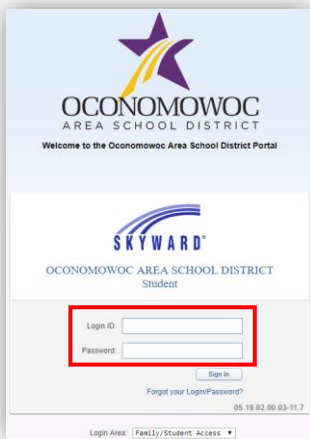 OCONOMOWOC
AREA SCHOOL DISTRICT
Welcome to the Oconomowoc Area School District Portal
SKYWARD®
OCONOMOWOC AREA SCHOOL DISTRICT
Student
Login ID:
Password:
Sign In
Forgot your Login/Password?
05.19.02.00.03-11.7
Login Area: Family/Student Access